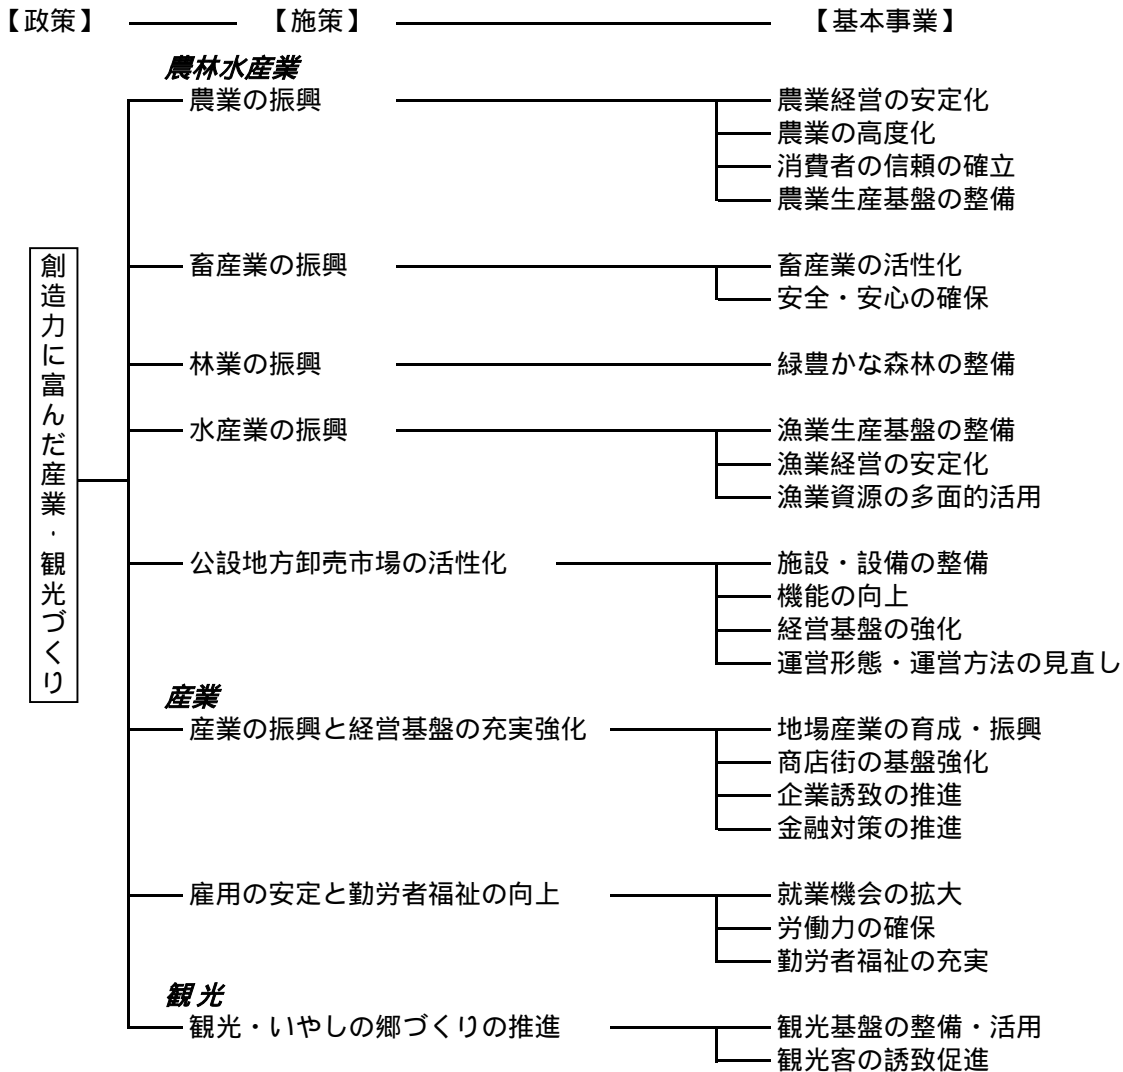 【政策】 【施策】 【基本事業】
創造力に富んだ産業・観光づくり
農林水産業
農業の振興 農業経営の安定化
農業の高度化
消費者の信頼の確立
農業生産基盤の整備
畜産業の振興 畜産業の活性化
安全・安心の確保
林業の振興 緑豊かな森林の整備
水産業の振興 漁業生産基盤の整備
漁業経営の安定化
漁業資源の多面的活用
公設地方卸売市場の活性化 施設・設備の整備
機能の向上
経営基盤の強化
運営形態・運営方法の見直し
産業
産業の振興と経営基盤の充実強化 地場産業の育成・振興
商店街の基盤強化
企業誘致の推進
金融対策の推進
雇用の安定と勤労者福祉の向上 就業機会の拡大
労働力の確保
勤労者福祉の充実
観光
観光・いやしの郷づくりの推進 観光基盤の整備・活用
観光客の誘致促進